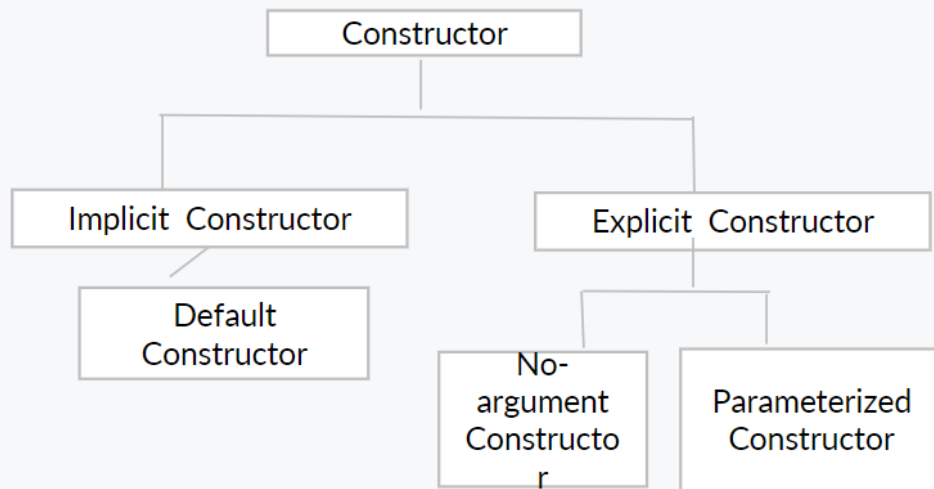 Constructor
Implicit Constructor
Explicit Constructor
Default
Constructor
No-
argument
Constructo
r
Parameterized
Constructor